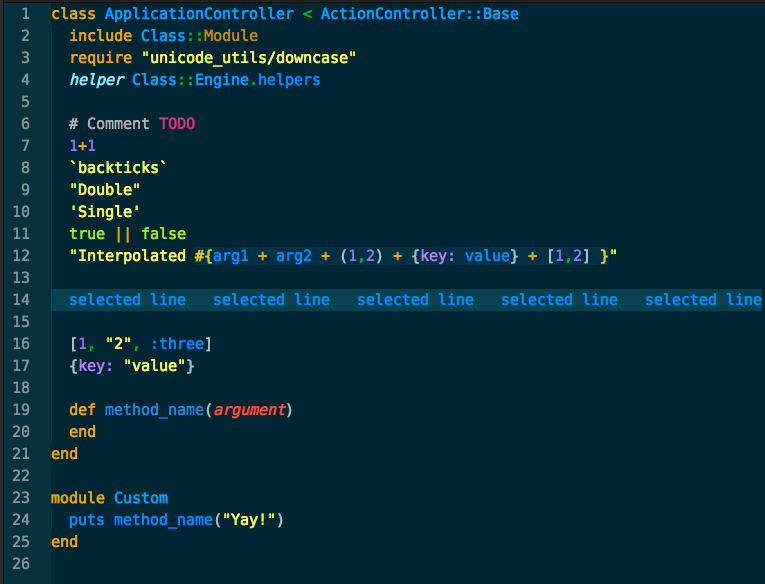 1 class ApplicationController < ActionController::Base
2   include Class::Module
3   require "unicode_utils/downcase"
4   helper Class::Engine.helpers
5
6   # Comment TODO
7   1+1
8   `backticks`
9   "Double"
10   'Single'
11   true || false
12   "Interpolated #{arg1 + arg2 + (1,2) + {key: value} + [1,2] }"
13
14   selected line   selected line   selected line   selected line   selected line
15
16   [1, "2", :three]
17   {key: "value"}
18
19   def method_name(argument)
20   end
21 end
22
23 module Custom
24   puts method_name("Yay!")
25 end
26